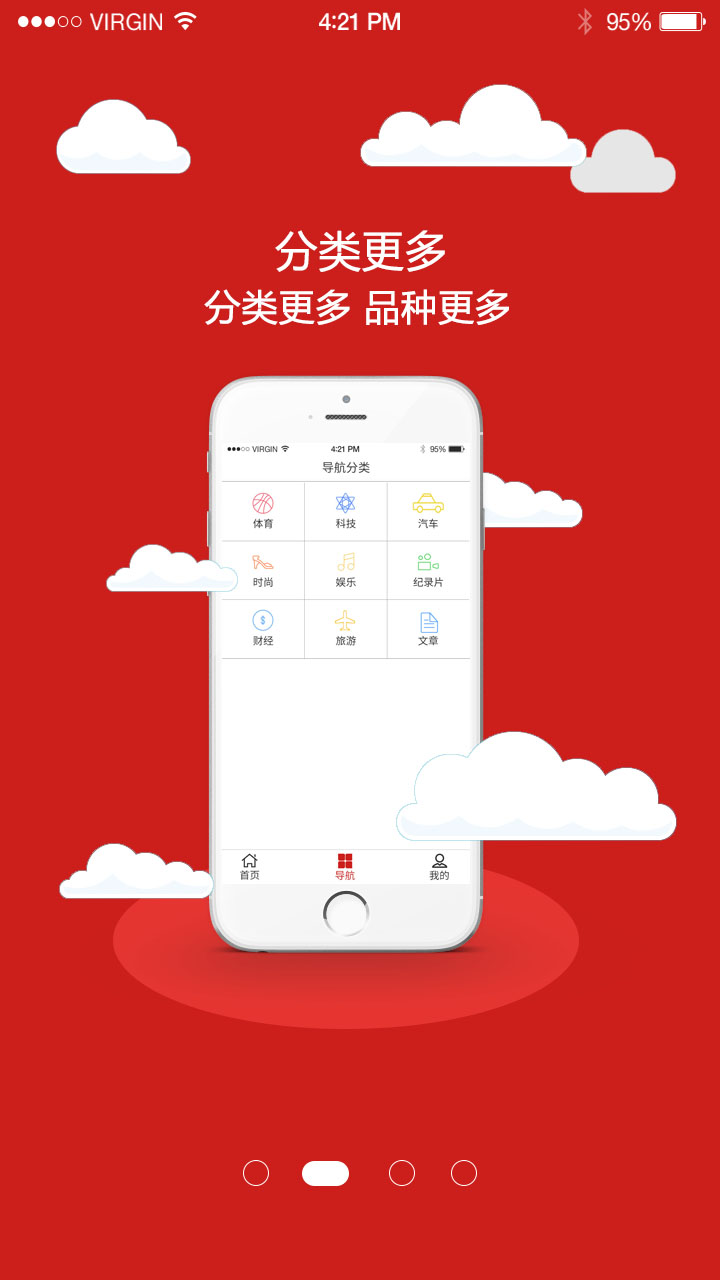 VIRGIN 4:21 PM 95%
分类更多
分类更多 品种更多
VIRGIN 4:21 PM 95%
导航分类
体育 科技 汽车
时尚 娱乐 纪录片
$
财经 旅游 文章
首页 导航 我的